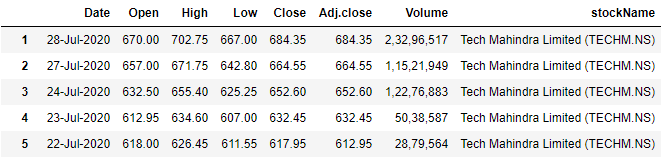 Date Open High Low Close Adj.close Volume stockName
1 28-Jul-2020 670.00 702.75 667.00 684.35 684.35 2,32,96,517 Tech Mahindra Limited (TECHM.NS)
2 27-Jul-2020 657.00 671.75 642.80 664.55 664.55 1,15,21,949 Tech Mahindra Limited (TECHM.NS)
3 24-Jul-2020 632.50 655.40 625.25 652.60 652.60 1,22,76,883 Tech Mahindra Limited (TECHM.NS)
4 23-Jul-2020 612.95 634.60 607.00 632.45 632.45 50,38,587 Tech Mahindra Limited (TECHM.NS)
5 22-Jul-2020 618.00 626.45 611.55 617.95 612.95 28,79,564 Tech Mahindra Limited (TECHM.NS)